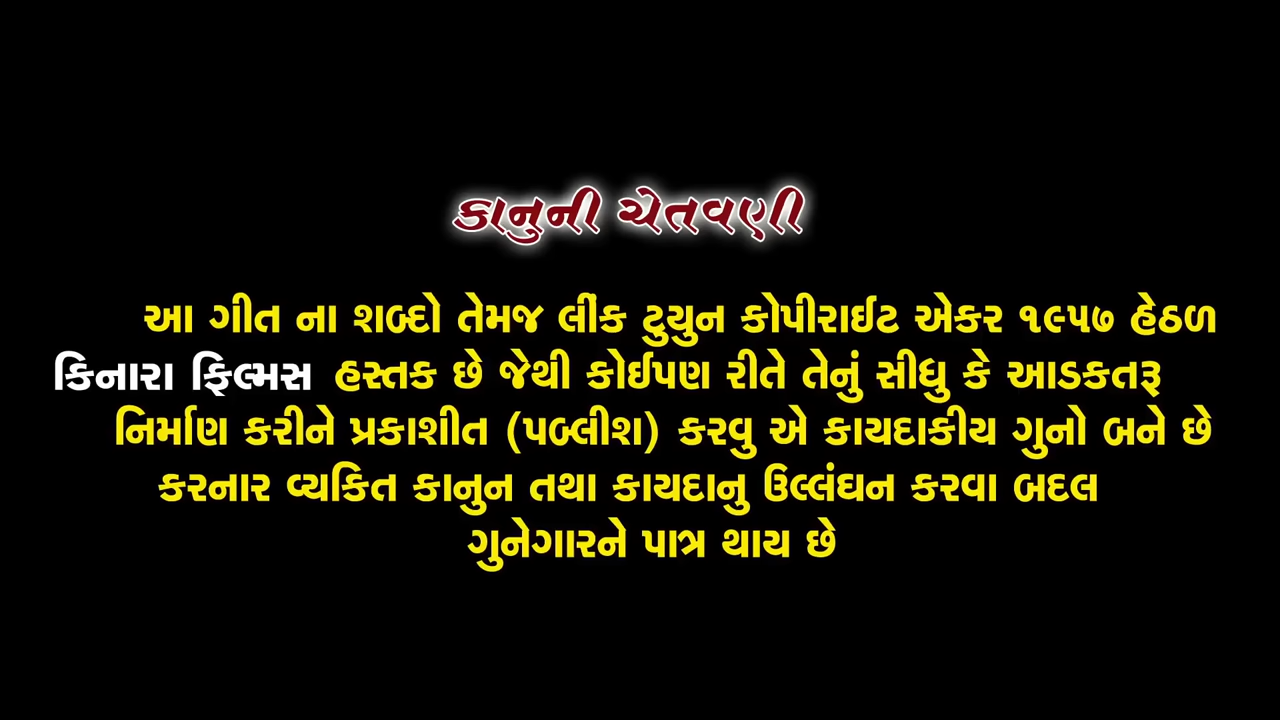 કાનુની ચેતવણી
આ ગીત ના શબ્દો તેમજ લીંક ટુયુન કોપીરાઈટ એકર ૧૯૫૭ હેઠળ
કિનારા ફિલ્મસ હસ્તક છે જેથી કોઈપણ રીતે તેનું સીધુ કે આડકતરૂ
નિર્માણ કરીને પ્રકાશીત (પબ્લીશ) કરવુ એ કાયદાકીય ગુનો બને છે
કરનાર વ્યકિત કાનુન તથા કાયદાનુ ઉલ્લંઘન કરવા બદલ
ગુનેગારને પાત્ર થાય છે